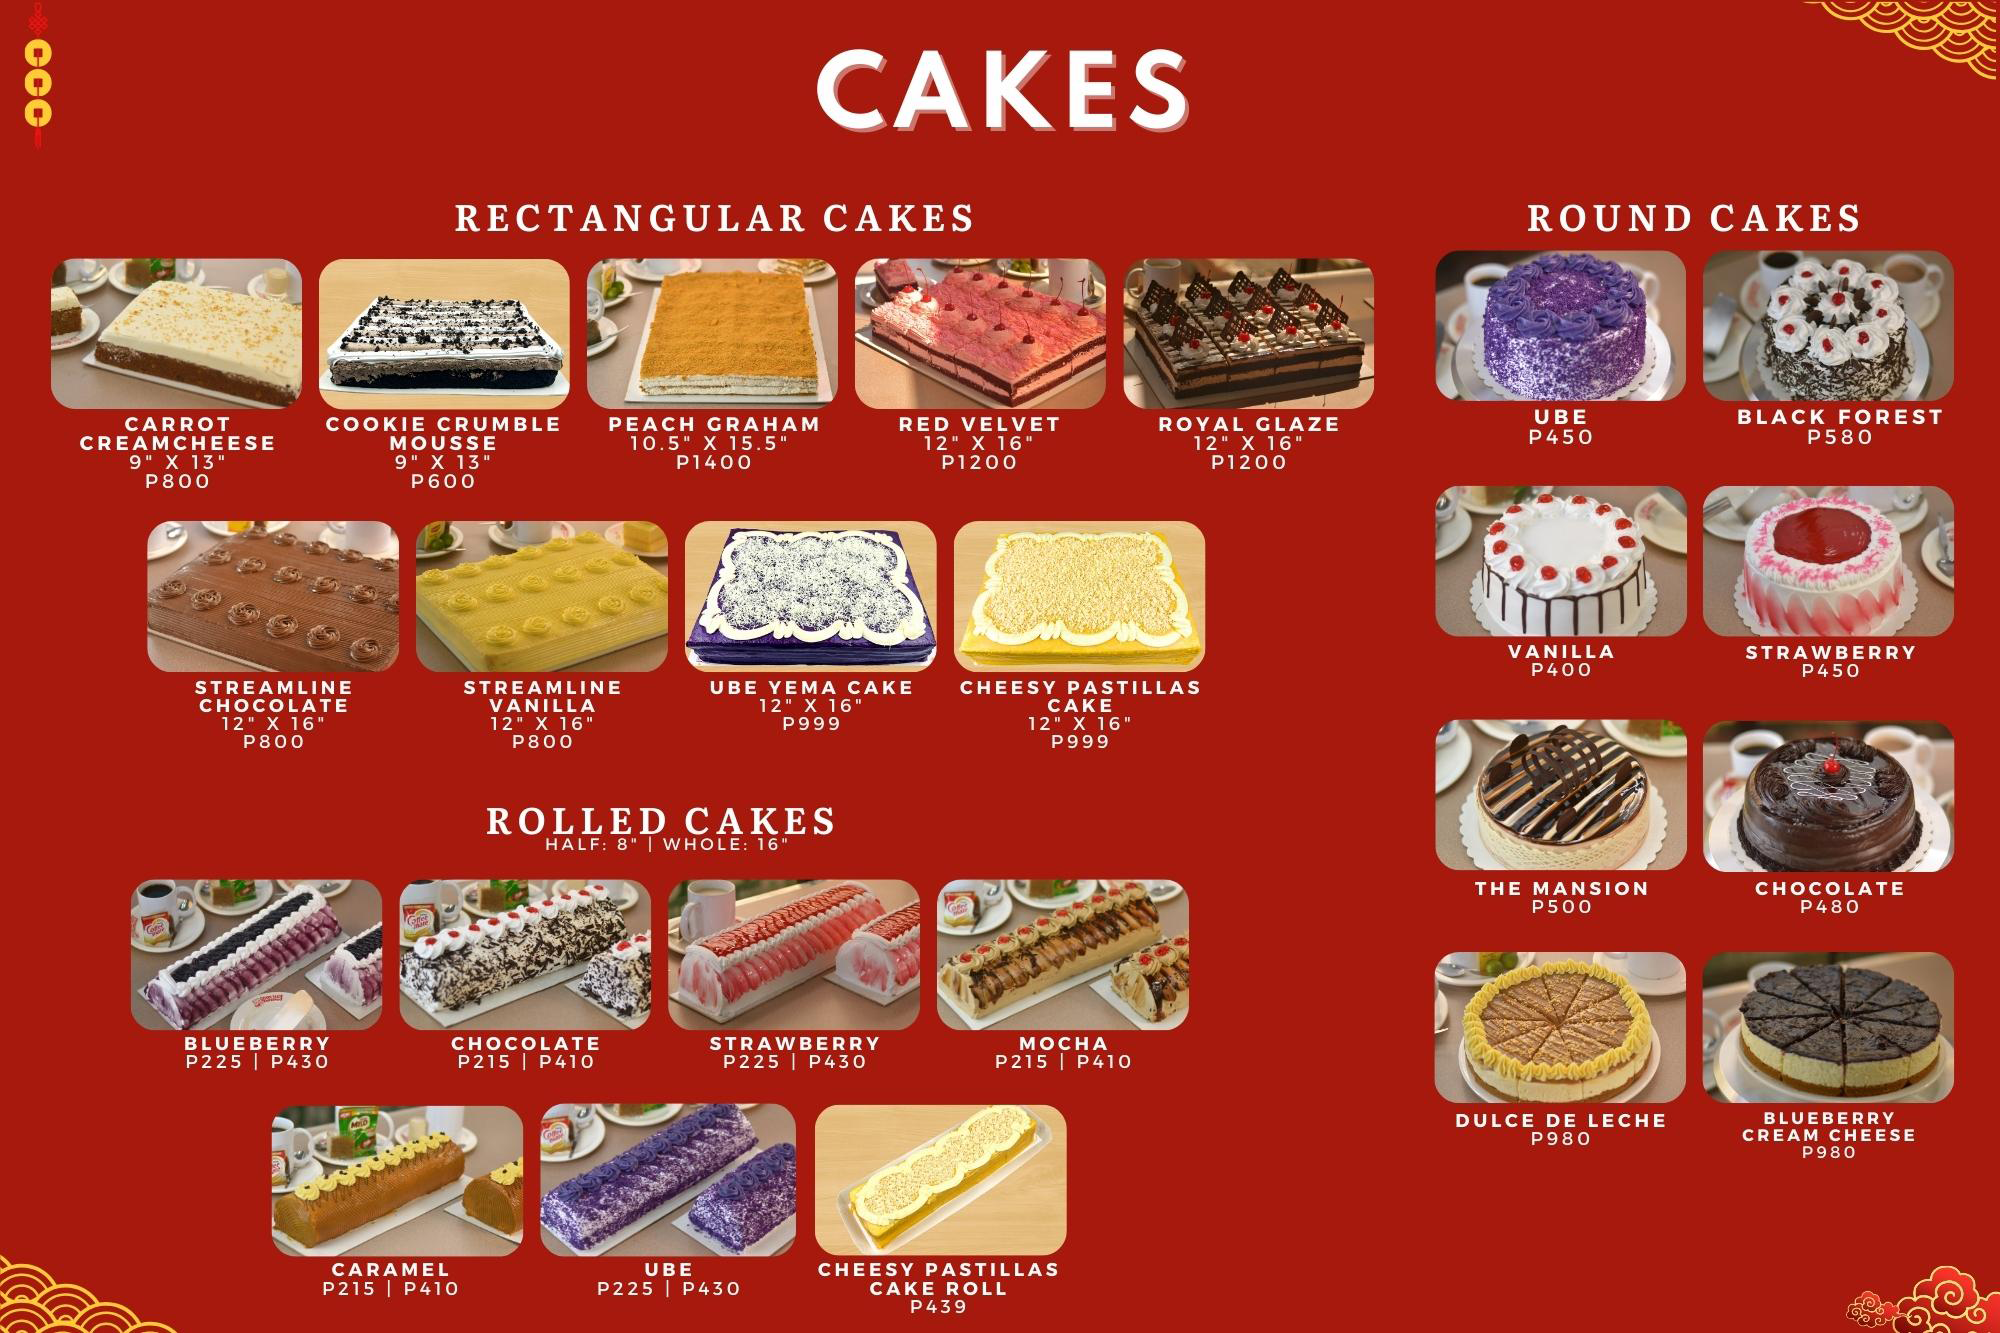 CAKES
RECTANGULAR CAKES
CARROT
CREAMCHEESE
9" X 13"
P800
COOKIE CRUMBLE
MOUSSE
9" X 13"
P600
PEACH GRAHAM
10.5" X 15.5"
P1400
RED VELVET
12" X 16"
P1200
ROYAL GLAZE
12" X 16"
P1200
STREAMLINE
CHOCOLATE
12" X 16"
P800
STREAMLINE
VANILLA
12" X 16"
P800
UBE YEMA CAKE
12" X 16"
P999
CHEESY PASTILLAS
CAKE
12" X 16"
P999
ROLLED CAKES
HALF: 8" | WHOLE: 16"
BLUEBERRY
P225 | P430
CHOCOLATE
P215 | P410
STRAWBERRY
P225 | P430
MOCHA
P215 | P410
CARAMEL
P215 | P410
UBE
P225 | P430
CHEESY PASTILLAS
CAKE ROLL
P439
ROUND CAKES
UBE
P450
BLACK FOREST
P580
VANILLA
P400
STRAWBERRY
P450
THE MANSION
P500
CHOCOLATE
P480
DULCE DE LECHE
P980
BLUEBERRY
CREAM CHEESE
P980